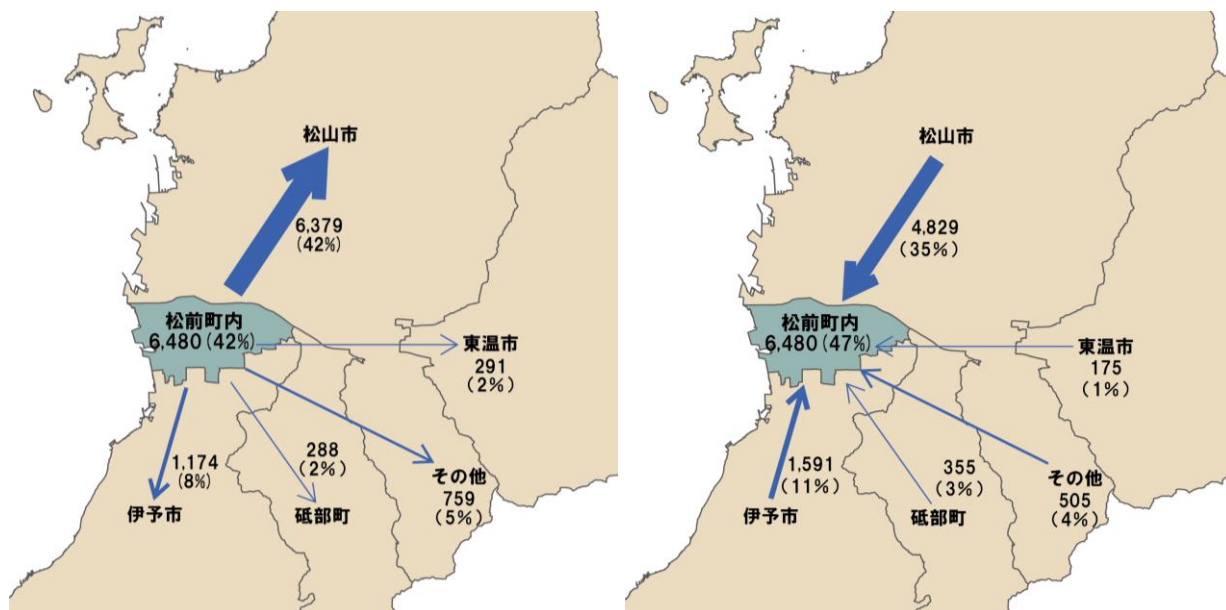 松山市
6,379
(42%)
松前町内
6,480(42%)
東温市
291
(2%)
288
(2%)
1,174
(8%)
その他
759
(5%)
伊予市
砥部町
松山市
4,829
(35%)
松前町内
6,480(47%)
東温市
175
(1%)
1,591
(11%)
355
(3%)
その他
505
(4%)
伊予市
砥部町